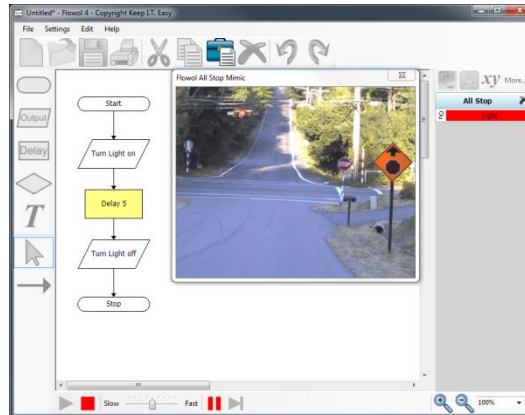 Untitled* - Flowol 4 - Copyright Keep I.T. Easy
File Settings Edit Help
xy More..
Output
Delay
T
Start
Turn Light on
Delay 5
Turn Light off
Stop
Flowol All Stop Mimic
STOP
All Stop
Light
Slow Fast
100%